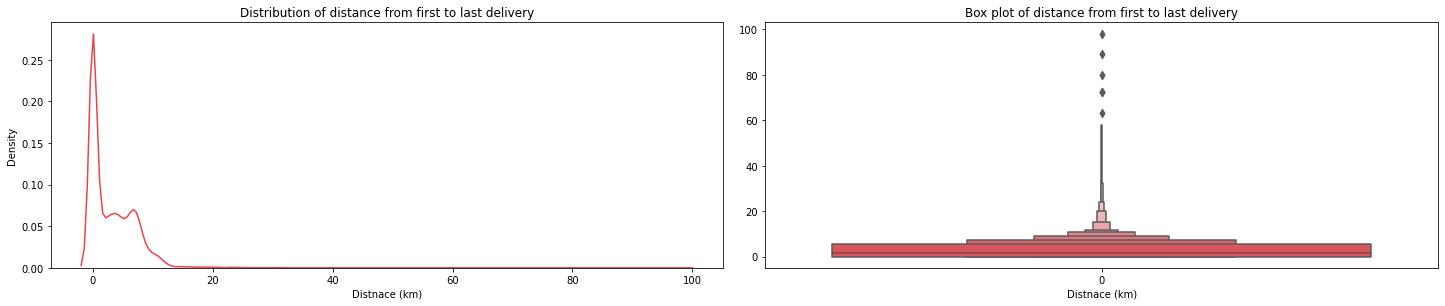 Distribution of distance from first to last delivery
0.25
0.20
0.15
0.10
0.05
0.00
Density
0 20 40 60 80 100
Distnace (km)
Box plot of distance from first to last delivery
100
80
60
40
20
0
0
Distnace (km)